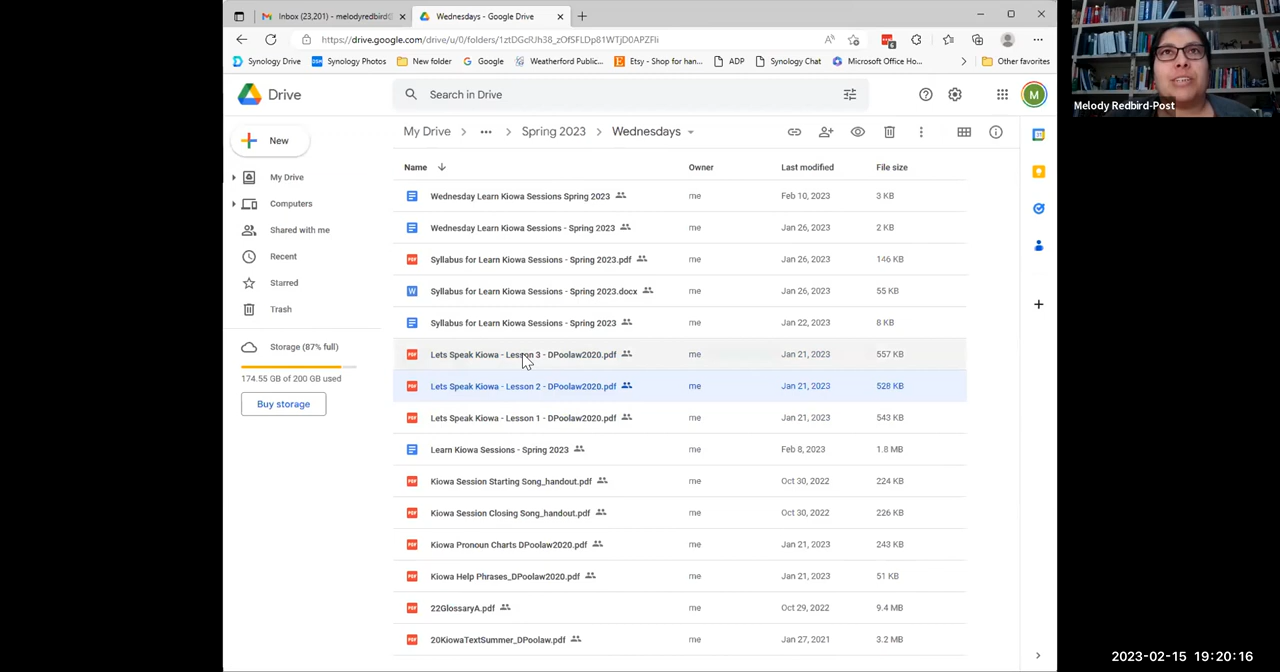 Inbox (23,201) - melodyredbird@
Wednesdays - Google Drive
https://drive.google.com/drive/u/0/folders/
Synology Drive
Synology Photos
New folder
Google
Weatherford Public...
Etsy - Shop for han...
ADP
Synology Chat
Microsoft Office Ho...
Other favorites
Drive
Search in Drive
M
Melody Redbird-Post
New
My Drive
Computers
Shared with me
Recent
Starred
Trash
Storage (87% full)
174.55 GB of 200 GB used
Buy storage
My Drive > ... > Spring 2023 > Wednesdays
Name Owner Last modified File size
Wednesday Learn Kiowa Sessions Spring 2023 me Feb 10, 2023 3 KB
Wednesday Learn Kiowa Sessions - Spring 2023 me Jan 26, 2023 2 KB
Syllabus for Learn Kiowa Sessions - Spring 2023.pdf me Jan 26, 2023 146 KB
Syllabus for Learn Kiowa Sessions - Spring 2023.docx me Jan 26, 2023 55 KB
Syllabus for Learn Kiowa Sessions - Spring 2023 me Jan 22, 2023 8 KB
Lets Speak Kiowa - Lesson 3 - DPoolaw2020.pdf me Jan 21, 2023 557 KB
Lets Speak Kiowa - Lesson 2 - DPoolaw2020.pdf me Jan 21, 2023 528 KB
Lets Speak Kiowa - Lesson 1 - DPoolaw2020.pdf me Jan 21, 2023 543 KB
Learn Kiowa Sessions - Spring 2023 me Feb 8, 2023 1.8 MB
Kiowa Session Starting Song_handout.pdf me Oct 30, 2022 224 KB
Kiowa Session Closing Song_handout.pdf me Oct 30, 2022 226 KB
Kiowa Pronoun Charts DPoolaw2020.pdf me Jan 21, 2023 243 KB
Kiowa Help Phrases_DPoolaw2020.pdf me Jan 21, 2023 51 KB
22GlossaryA.pdf me Oct 29, 2022 9.4 MB
20KiowaTextSummer_DPoolaw.pdf me Jan 27, 2021 3.2 MB
2023-02-15 19:20:16